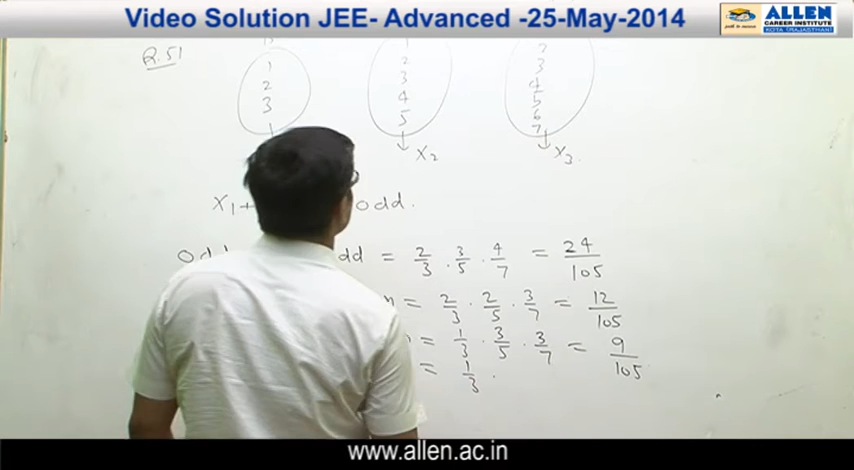 Video Solution JEE- Advanced -25-May-2014
ALLEN
CAREER INSTITUTE
KOTA (RAJASTHAN)
Q.51
1
2
3
1
2
3
4
5
2
3
4
5
6
7
X₂
X₃
X₁ +
odd.
Odd
dd = 2/3 · 3/5 · 4/7 = 24/105
n = 2/3 · 2/5 · 3/7 = 12/105
= 1/3 · 3/5 · 3/7 = 9/105
= 1/3 ·
www.allen.ac.in